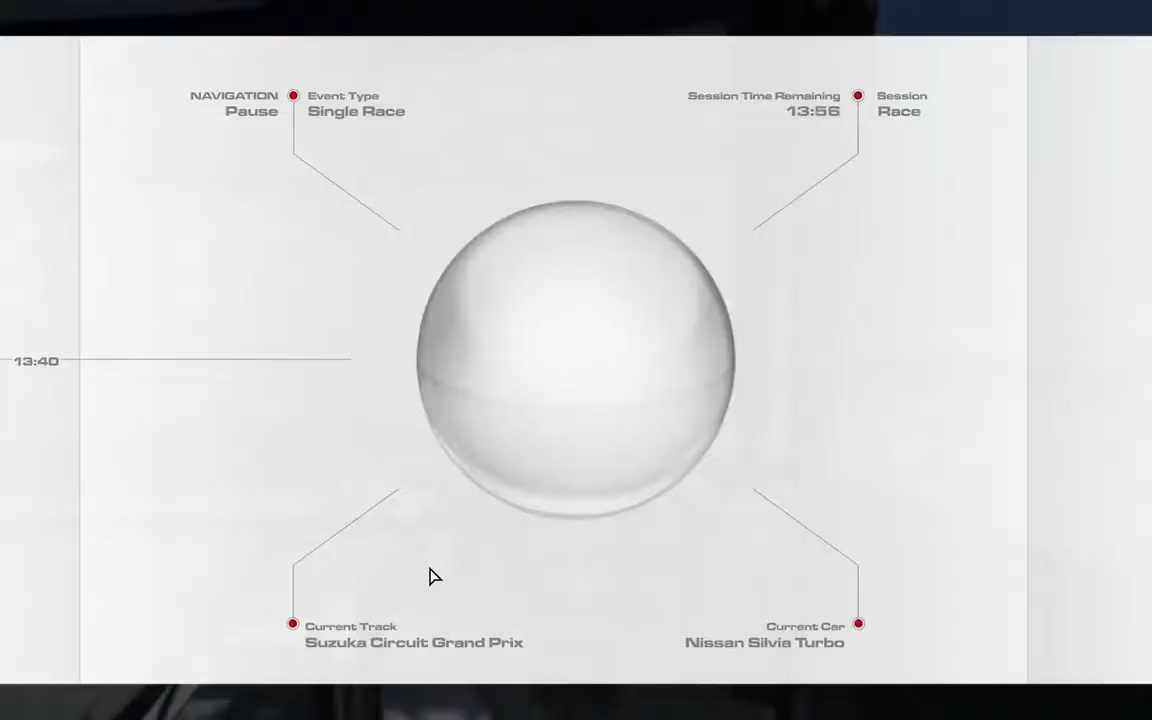 NAVIGATION
Pause
Event Type
Single Race
Session Time Remaining
13:56
Session
Race
13:40
Current Track
Suzuka Circuit Grand Prix
Current Car
Nissan Silvia Turbo